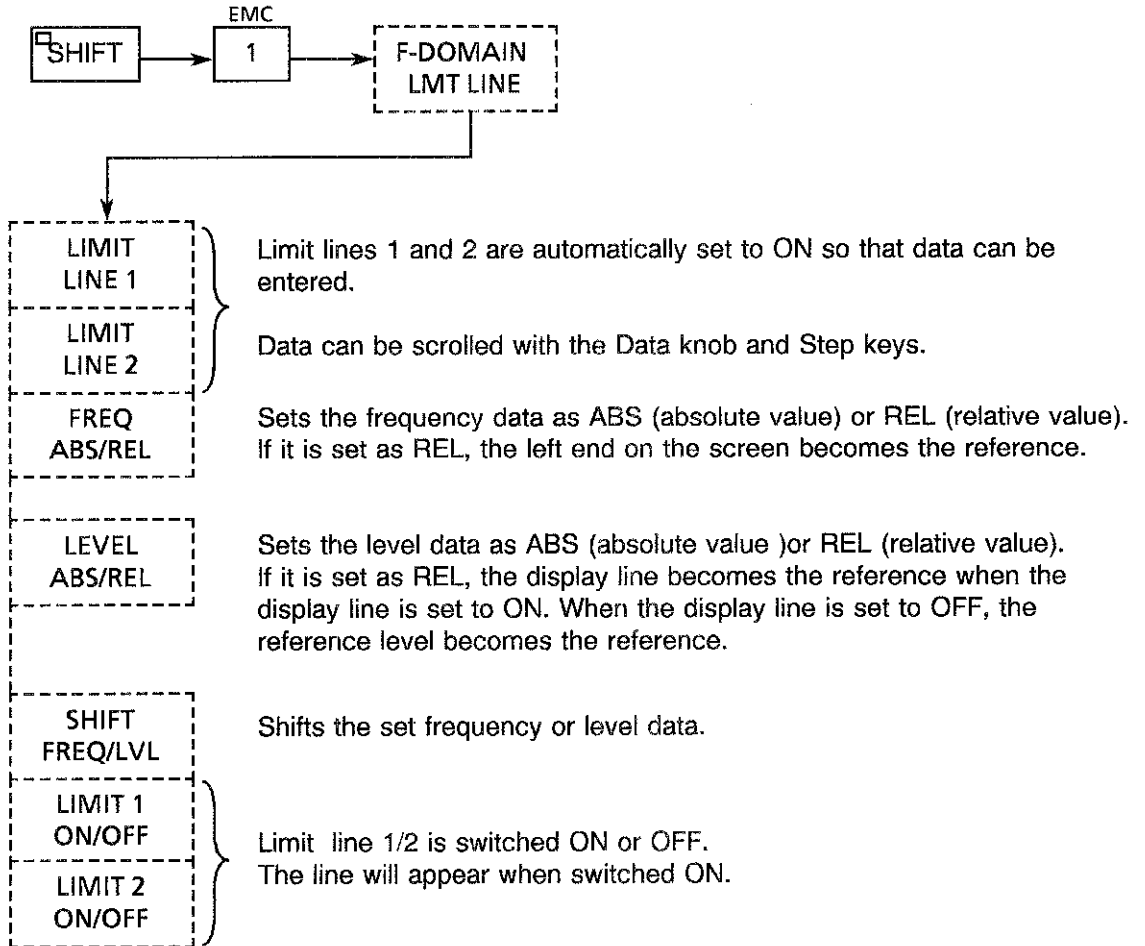 EMC
SHIFT
1
F-DOMAIN
LMT LINE
LIMIT
LINE 1
Limit lines 1 and 2 are automatically set to ON so that data can be
entered.
LIMIT
LINE 2
Data can be scrolled with the Data knob and Step keys.
FREQ
ABS/REL
Sets the frequency data as ABS (absolute value) or REL (relative value).
If it is set as REL, the left end on the screen becomes the reference.
LEVEL
ABS/REL
Sets the level data as ABS (absolute value )or REL (relative value).
If it is set as REL, the display line becomes the reference when the
display line is set to ON. When the display line is set to OFF, the
reference level becomes the reference.
SHIFT
FREQ/LVL
Shifts the set frequency or level data.
LIMIT 1
ON/OFF
LIMIT 2
ON/OFF
Limit line 1/2 is switched ON or OFF.
The line will appear when switched ON.